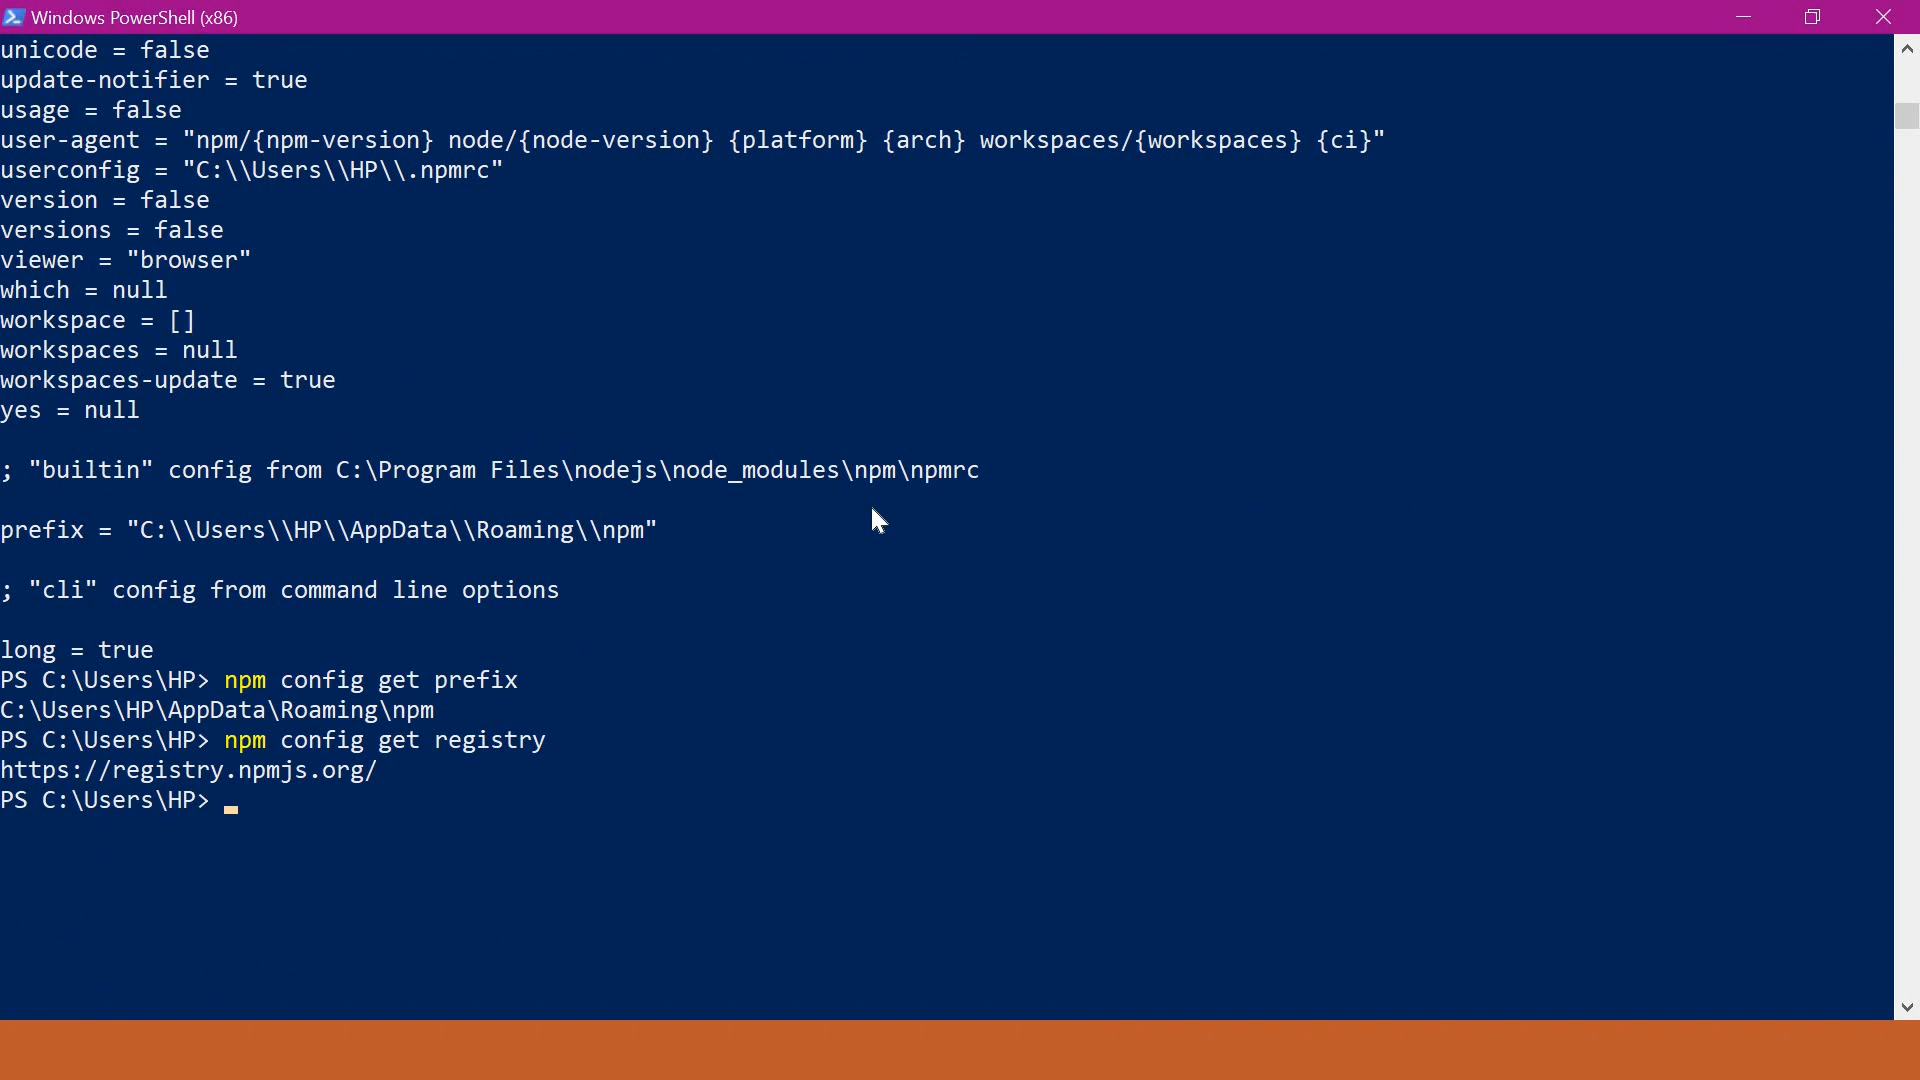 Windows PowerShell (x86)
unicode = false
update-notifier = true
usage = false
user-agent = "npm/{npm-version} node/{node-version} {platform} {arch} workspaces/{workspaces} {ci}"
userconfig = "C:\\Users\\HP\\.npmrc"
version = false
versions = false
viewer = "browser"
which = null
workspace = []
workspaces = null
workspaces-update = true
yes = null
; "builtin" config from C:\Program Files\nodejs\node_modules\npm\npmrc
prefix = "C:\\Users\\HP\\AppData\\Roaming\\npm"
; "cli" config from command line options
long = true
PS C:\Users\HP> npm config get prefix
C:\Users\HP\AppData\Roaming\npm
PS C:\Users\HP> npm config get registry
https://registry.npmjs.org/
PS C:\Users\HP>